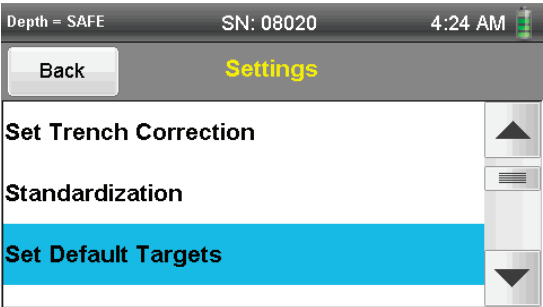 Depth = SAFE SN: 08020 4:24 AM
Back Settings
Set Trench Correction
Standardization
Set Default Targets